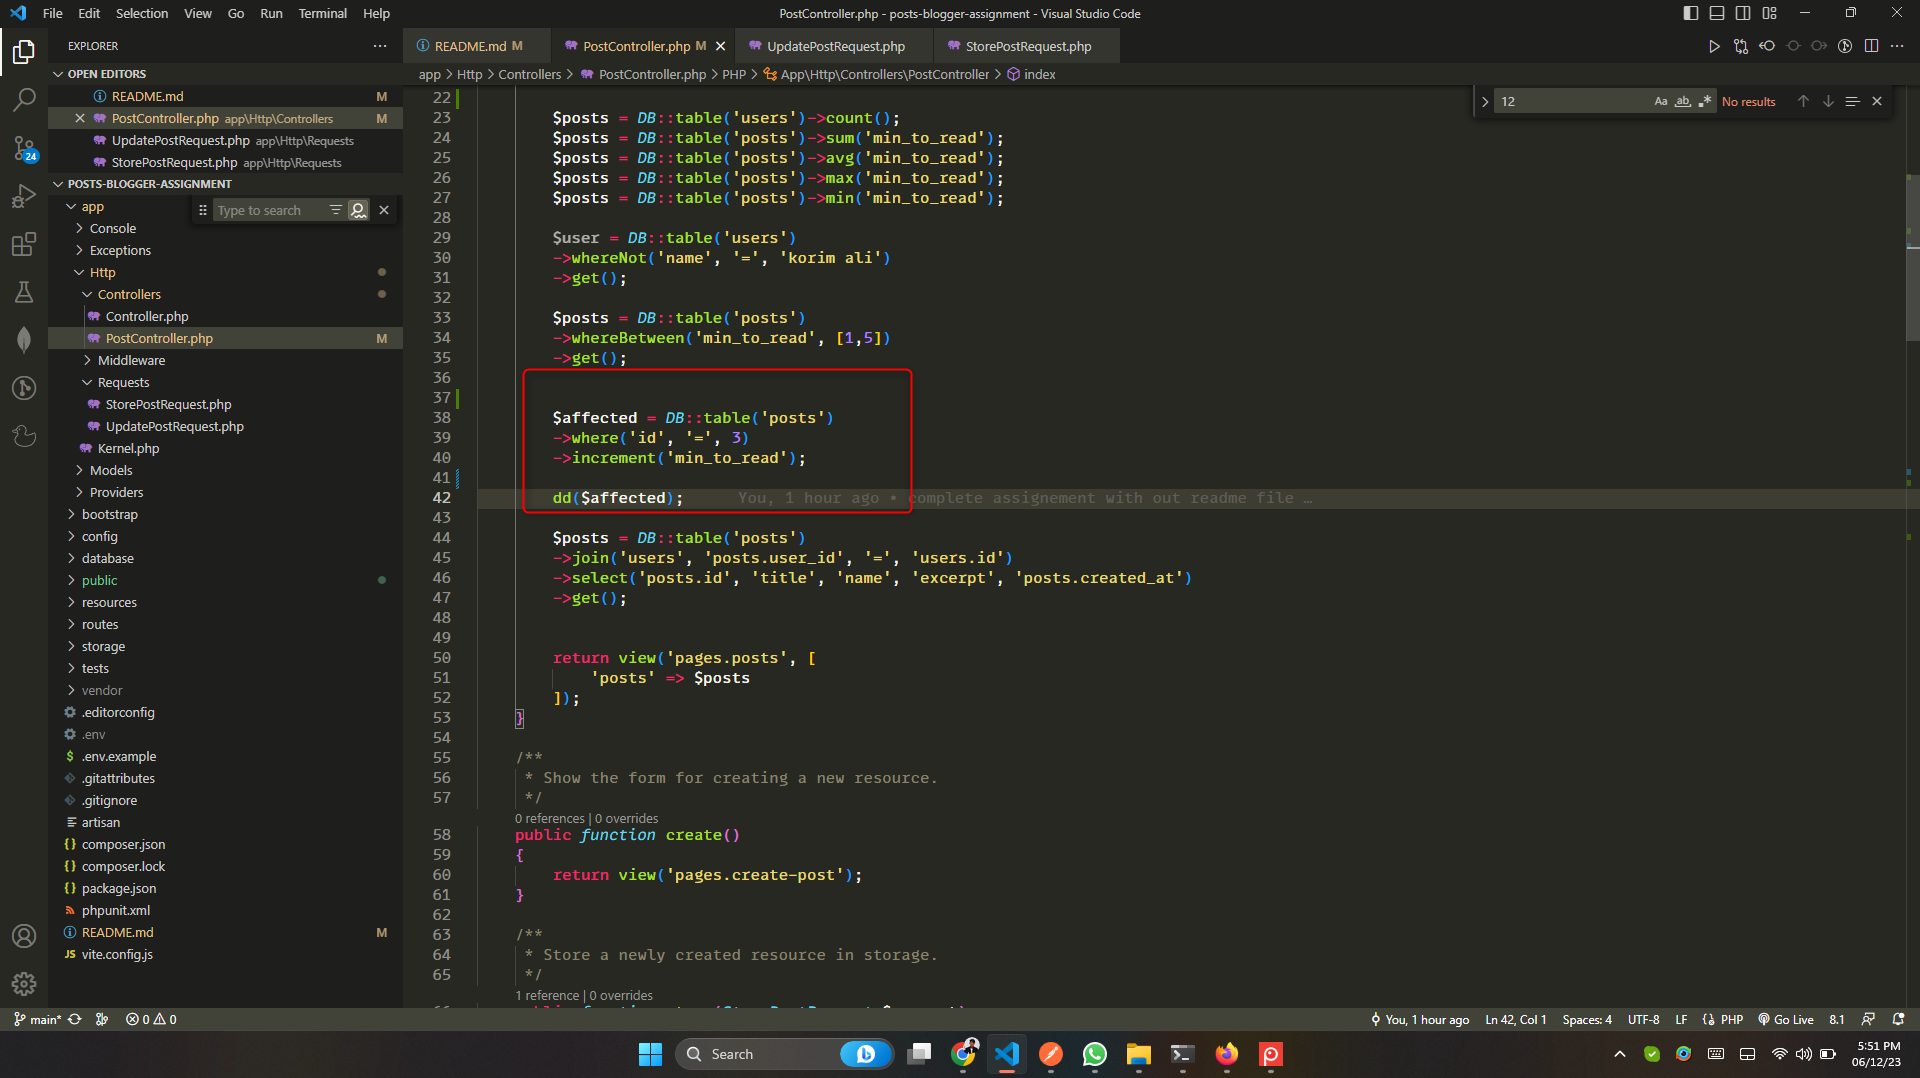 File Edit Selection View Go Run Terminal Help
PostController.php - posts-blogger-assignment - Visual Studio Code
EXPLORER
OPEN EDITORS
README.md M
PostController.php app\Http\Controllers M
UpdatePostRequest.php app\Http\Requests
StorePostRequest.php app\Http\Requests
POSTS-BLOGGER-ASSIGNMENT
app
Type to search
Console
Exceptions
Http
Controllers
Controller.php
PostController.php M
Middleware
Requests
StorePostRequest.php
UpdatePostRequest.php
Kernel.php
Models
Providers
bootstrap
config
database
public
resources
routes
storage
tests
vendor
.editorconfig
.env
.env.example
.gitattributes
.gitignore
artisan
composer.json
composer.lock
package.json
phpunit.xml
README.md M
vite.config.js
24
README.md M
PostController.php M
UpdatePostRequest.php
StorePostRequest.php
app > Http > Controllers > PostController.php > PHP > App\Http\Controllers\PostController > index
12 Aa ab .* No results
22
23 $posts = DB::table('users')->count();
24 $posts = DB::table('posts')->sum('min_to_read');
25 $posts = DB::table('posts')->avg('min_to_read');
26 $posts = DB::table('posts')->max('min_to_read');
27 $posts = DB::table('posts')->min('min_to_read');
28
29 $user = DB::table('users')
30 ->whereNot('name', '=', 'korim ali')
31 ->get();
32
33 $posts = DB::table('posts')
34 ->whereBetween('min_to_read', [1,5])
35 ->get();
36
37
38 $affected = DB::table('posts')
39 ->where('id', '=', 3)
40 ->increment('min_to_read');
41
42 dd($affected); You, 1 hour ago • complete assignement with out readme file …
43
44 $posts = DB::table('posts')
45 ->join('users', 'posts.user_id', '=', 'users.id')
46 ->select('posts.id', 'title', 'name', 'excerpt', 'posts.created_at')
47 ->get();
48
49
50 return view('pages.posts', [
51 'posts' => $posts
52 ]);
53 }
54
55 /**
56 * Show the form for creating a new resource.
57 */
0 references | 0 overrides
58 public function create()
59 {
60 return view('pages.create-post');
61 }
62
63 /**
64 * Store a newly created resource in storage.
65 */
1 reference | 0 overrides
main* 0 0
You, 1 hour ago Ln 42, Col 1 Spaces: 4 UTF-8 LF PHP Go Live 8.1
Search
5:51 PM
06/12/23